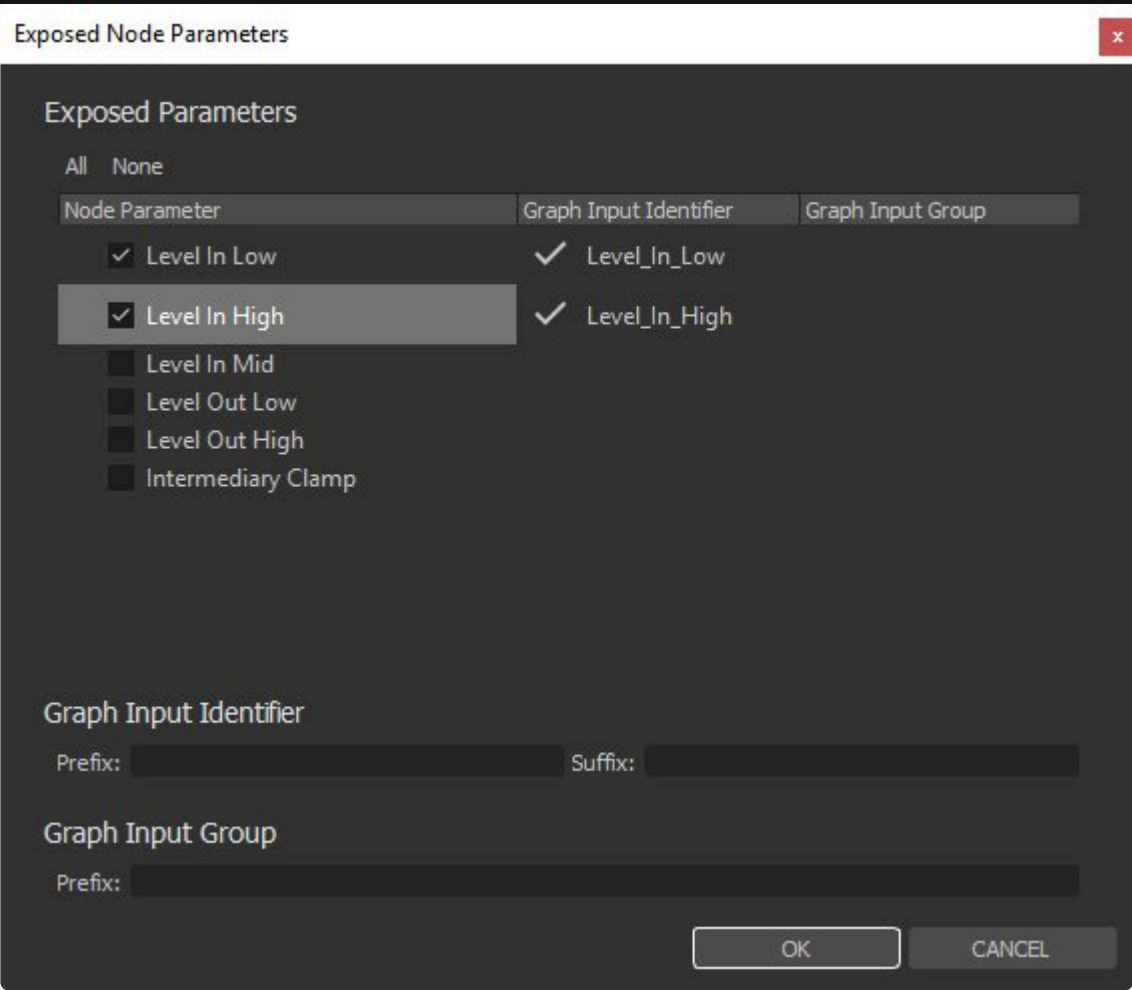 Exposed Node Parameters
x
Exposed Parameters
All None
Node Parameter Graph Input Identifier Graph Input Group
Level In Low Level_In_Low
Level In High Level_In_High
Level In Mid
Level Out Low
Level Out High
Intermediary Clamp
Graph Input Identifier
Prefix: Suffix:
Graph Input Group
Prefix:
OK CANCEL